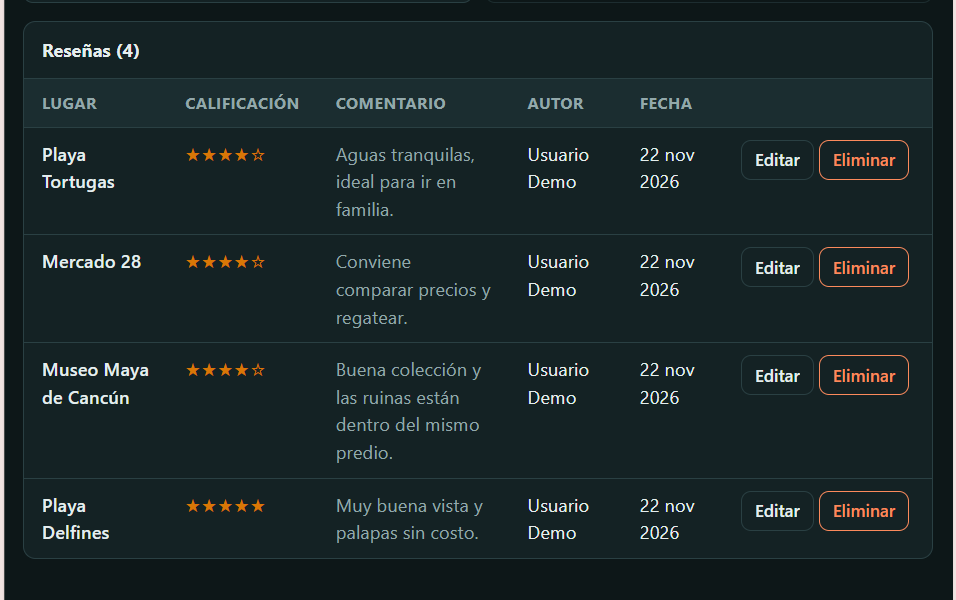 Reseñas (4)
LUGAR CALIFICACIÓN COMENTARIO AUTOR FECHA
Playa Tortugas ★★★★☆ Aguas tranquilas, ideal para ir en familia. Usuario Demo 22 nov 2026 Editar Eliminar
Mercado 28 ★★★★☆ Conviene comparar precios y regatear. Usuario Demo 22 nov 2026 Editar Eliminar
Museo Maya de Cancún ★★★★☆ Buena colección y las ruinas están dentro del mismo predio. Usuario Demo 22 nov 2026 Editar Eliminar
Playa Delfines ★★★★★ Muy buena vista y palapas sin costo. Usuario Demo 22 nov 2026 Editar Eliminar